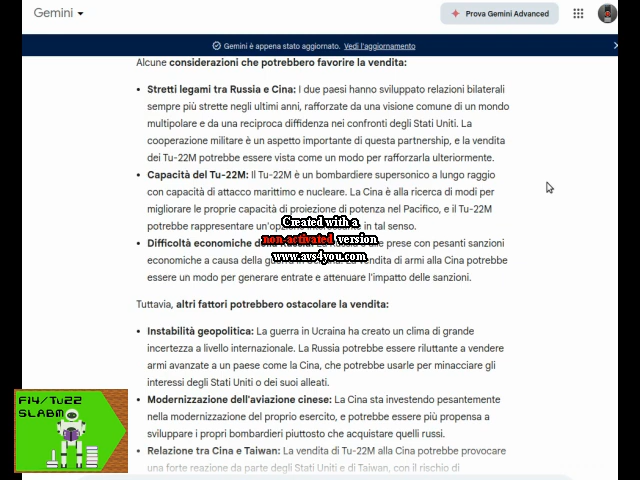 Gemini
Prova Gemini Advanced
Gemini è appena stato aggiornato. Vedi l'aggiornamento
Alcune considerazioni che potrebbero favorire la vendita:
• Stretti legami tra Russia e Cina: I due paesi hanno sviluppato relazioni bilaterali
sempre più strette negli ultimi anni, rafforzate da una visione comune di un mondo
multipolare e da una reciproca diffidenza nei confronti degli Stati Uniti. La
cooperazione militare è un aspetto importante di questa partnership, e la vendita
dei Tu-22M potrebbe essere vista come un modo per rafforzarla ulteriormente.
• Capacità del Tu-22M: Il Tu-22M è un bombardiere supersonico a lungo raggio
con capacità di attacco marittimo e nucleare. La Cina è alla ricerca di modi per
migliorare le proprie capacità di proiezione di potenza nel Pacifico, e il Tu-22M
potrebbe rappresentare un'opzione in tal senso.
• Difficoltà economiche prese con pesanti sanzioni
economiche a causa della vendita di armi alla Cina potrebbe
essere un modo per generare entrate e attenuare l'impatto delle sanzioni.
Created with a
non-activated version
www.avs4you.com
Tuttavia, altri fattori potrebbero ostacolare la vendita:
• Instabilità geopolitica: La guerra in Ucraina ha creato un clima di grande
incertezza a livello internazionale. La Russia potrebbe essere riluttante a vendere
armi avanzate a un paese come la Cina, che potrebbe usarle per minacciare gli
interessi degli Stati Uniti o dei suoi alleati.
• Modernizzazione dell'aviazione cinese: La Cina sta investendo pesantemente
nella modernizzazione del proprio esercito, e potrebbe essere più propensa a
sviluppare i propri bombardieri piuttosto che acquistare quelli russi.
• Relazione tra Cina e Taiwan: La vendita di Tu-22M alla Cina potrebbe provocare
una forte reazione da parte degli Stati Uniti e di Taiwan, con il rischio di
F14/Tu22
SLABM